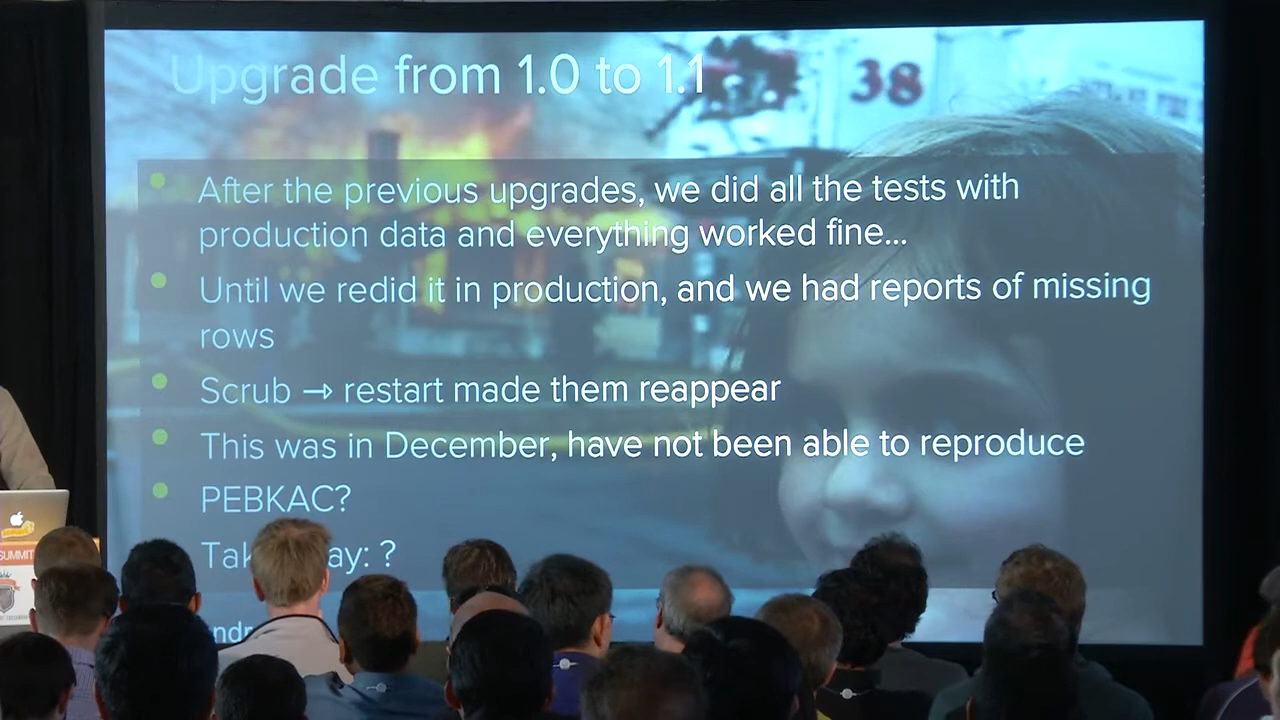 Upgrade from 1.0 to 1.1
38
After the previous upgrades, we did all the tests with
production data and everything worked fine...
Until we redid it in production, and we had reports of missing
rows
Scrub → restart made them reappear
This was in December, have not been able to reproduce
PEBKAC?
: ?
SUMMIT